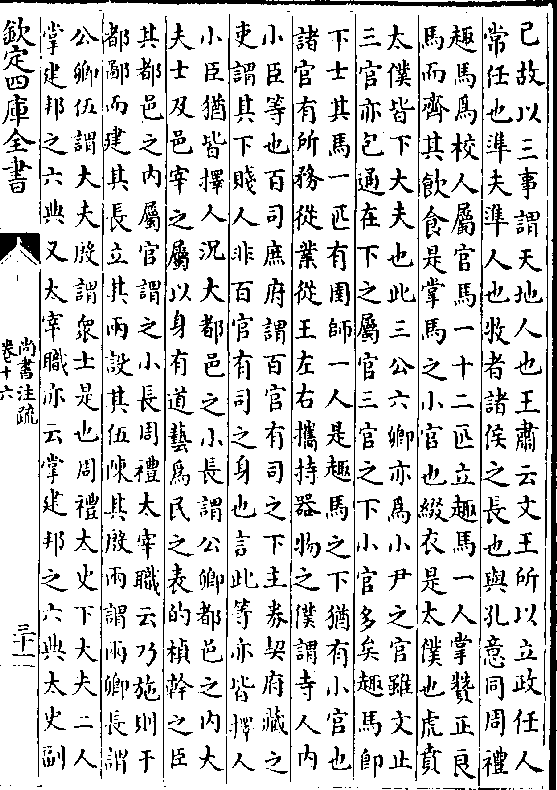 已故以三事謂天地人也王肅云文王所以立政任人
常任也準夫準人也牧者諸侯之長也與孔意同周禮
趣馬爲校人屬官馬一十二匹立趣馬一人掌贊正良
馬而齊其飲食是掌馬之小官也綴衣是太僕也虎賁
太僕皆下大夫也此三公六卿亦爲小尹之官雖文止
三官亦包通在下之屬官三官之下小官多矣趣馬即
下士其馬一匹有圉師一人是趣馬之下猶有小官也
諸官有所務從業從王左右攜持器物之僕謂寺人内
小臣等也百司庶府謂百官有司之下主券契府藏之
吏謂其下賤人非百官有司之身也言此等亦皆擇人
小臣猶皆擇人況大都邑之小長謂公卿都邑之内大
夫士及邑宰之屬以身有道藝爲民之表的楨幹之臣
其都邑之内屬官謂之小長周禮太宰職云乃施則于
都鄙而建其長立其兩設其伍陳其殷兩謂兩卿長謂
公卿伍謂大夫殷謂衆士是也周禮太史下大夫二人
掌建邦之六典又太宰職亦云掌建邦之六典太史副
欽定四庫全書
尚書注疏
卷十六
三十一